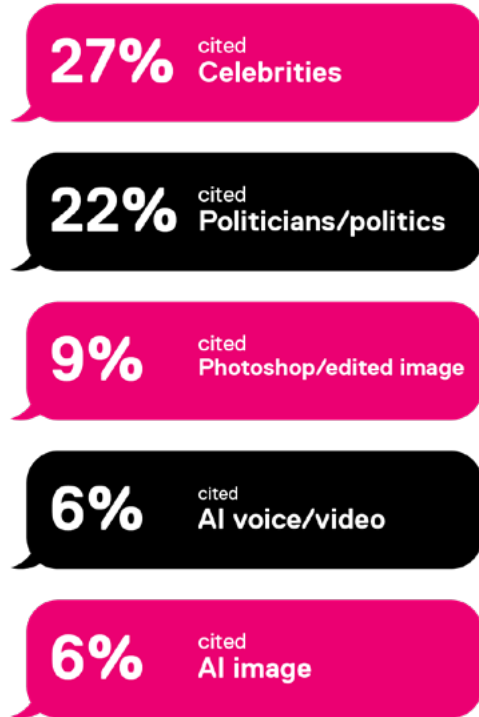 27%
cited
Celebrities
22%
cited
Politicians/politics
9%
cited
Photoshop/edited image
6%
cited
AI voice/video
6%
cited
AI image